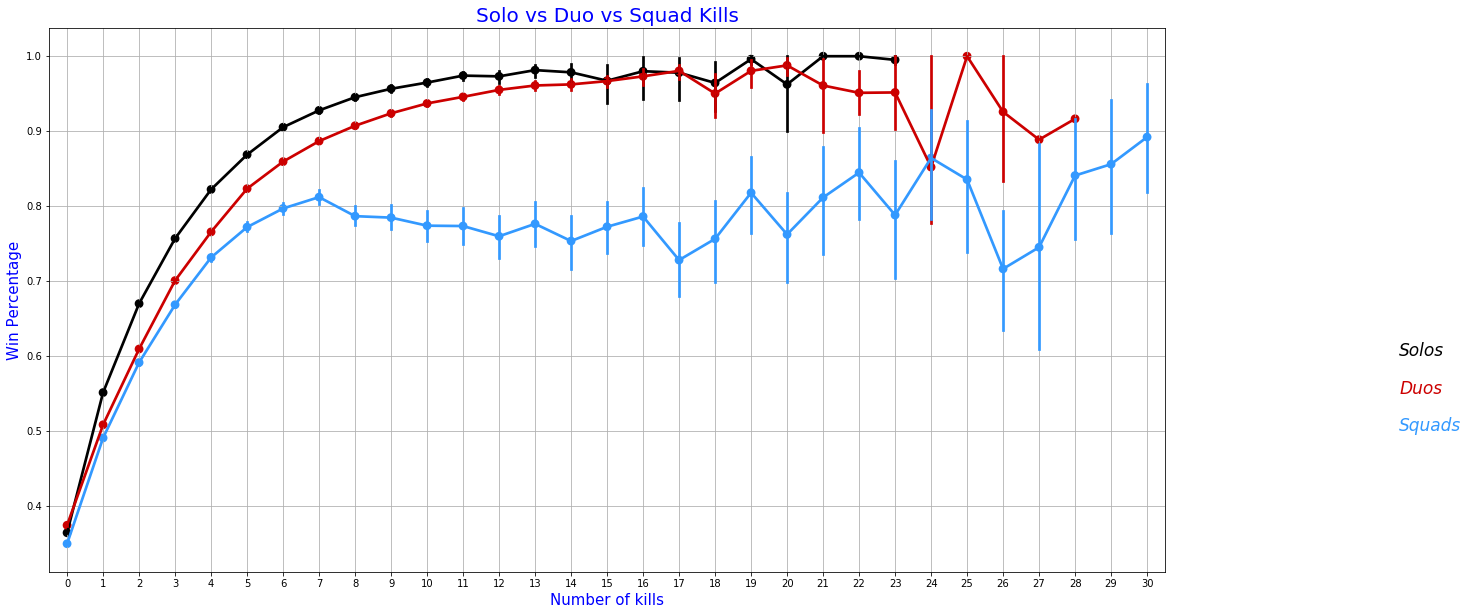 Solo vs Duo vs Squad Kills
1.0
0.9
0.8
0.7
0.6
0.5
0.4
Win Percentage
0 1 2 3 4 5 6 7 8 9 10 11 12 13 14 15 16 17 18 19 20 21 22 23 24 25 26 27 28 29 30
Number of kills
Solos
Duos
Squads